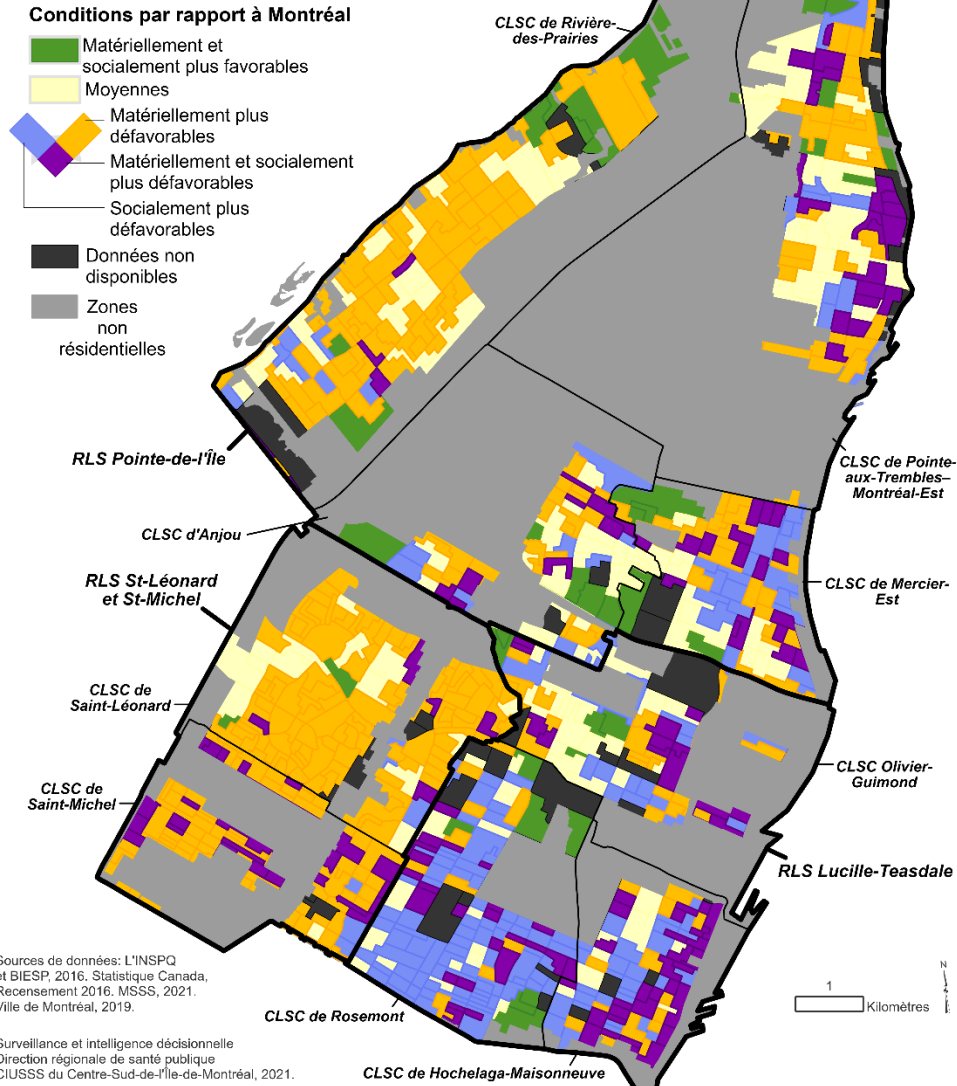 Conditions par rapport à Montréal
Matériellement et
socialement plus favorables
Moyennes
Matériellement plus
défavorables
Matériellement et socialement
plus défavorables
Socialement plus
défavorables
Données non
disponibles
Zones
non
résidentielles
CLSC de Rivière-
des-Prairies
RLS Pointe-de-l'Île
CLSC de Pointe-
aux-Trembles–
Montréal-Est
CLSC d'Anjou
RLS St-Léonard
et St-Michel
CLSC de Mercier-
Est
CLSC de
Saint-Léonard
CLSC Olivier-
Guimond
CLSC de
Saint-Michel
RLS Lucille-Teasdale
Sources de données: L'INSPQ
et BIESP, 2016. Statistique Canada,
Recensement 2016. MSSS, 2021.
Ville de Montréal, 2019.
N
1
Kilomètres
CLSC de Rosemont
Surveillance et intelligence décisionnelle
Direction régionale de santé publique
CIUSSS du Centre-Sud-de-l'Île-de-Montréal, 2021.
CLSC de Hochelaga-Maisonneuve